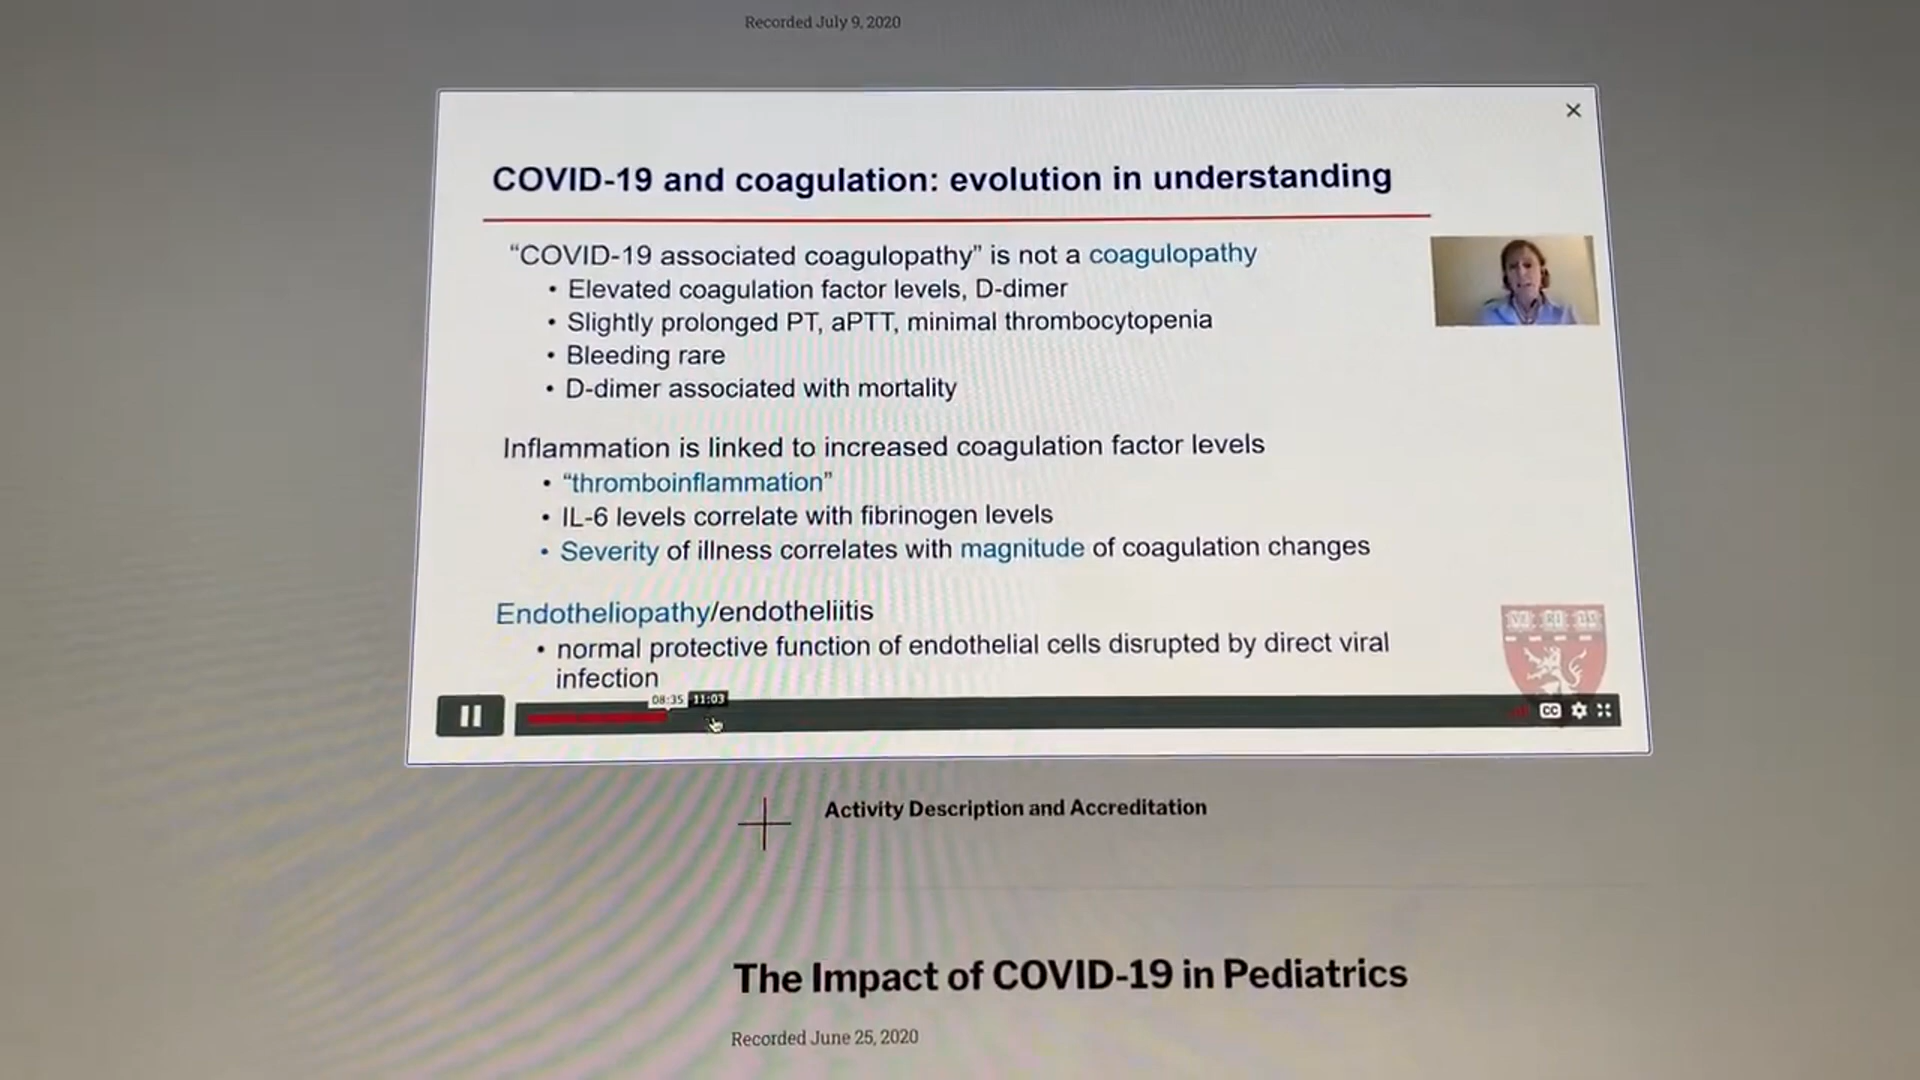 Recorded July 9, 2020
COVID-19 and coagulation: evolution in understanding
“COVID-19 associated coagulopathy” is not a coagulopathy
• Elevated coagulation factor levels, D-dimer
• Slightly prolonged PT, aPTT, minimal thrombocytopenia
• Bleeding rare
• D-dimer associated with mortality
Inflammation is linked to increased coagulation factor levels
• “thromboinflammation”
• IL-6 levels correlate with fibrinogen levels
• Severity of illness correlates with magnitude of coagulation changes
Endotheliopathy/endotheliitis
• normal protective function of endothelial cells disrupted by direct viral
infection
08:35 11:03
CC
Activity Description and Accreditation
The Impact of COVID-19 in Pediatrics
Recorded June 25, 2020